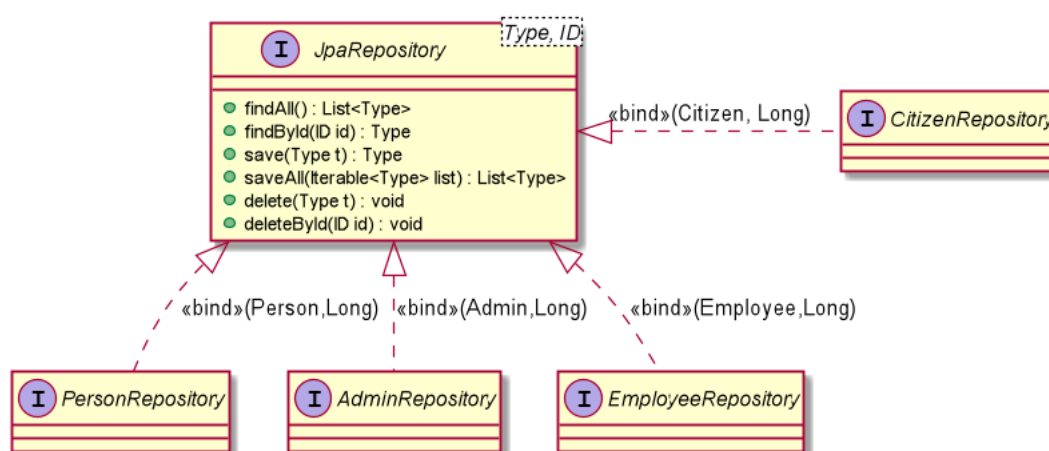 Type, ID
I JpaRepository
findAll() : List<Type>
findById(ID id) : Type
save(Type t) : Type
saveAll(Iterable<Type> list) : List<Type>
delete(Type t) : void
deleteById(ID id) : void
«bind»(Citizen, Long)
I CitizenRepository
«bind»(Person,Long)
«bind»(Admin,Long)
«bind»(Employee,Long)
I PersonRepository
I AdminRepository
I EmployeeRepository